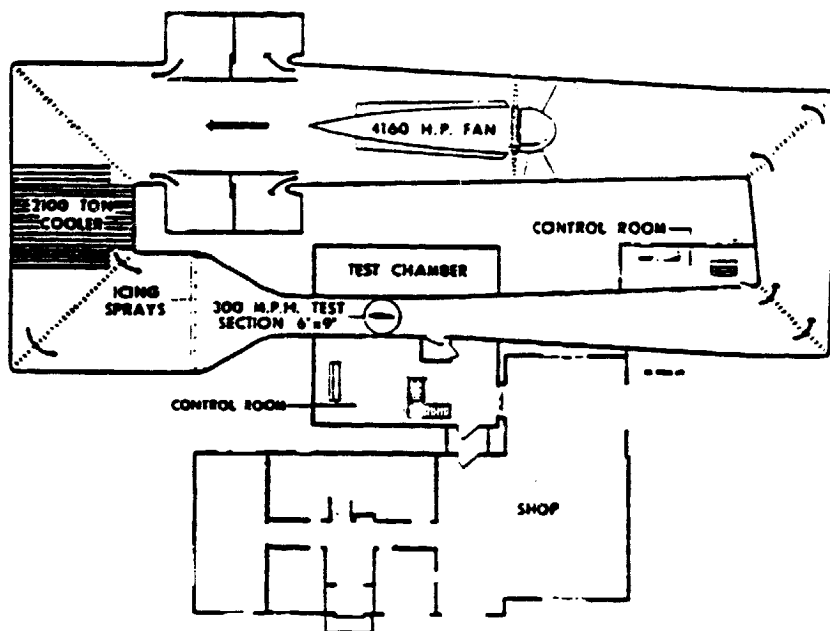 4160 H.P. FAN
2100 TON
COOLER
CONTROL ROOM
TEST CHAMBER
ICING
SPRAYS
300 M.P.H. TEST
SECTION 6'x9'
CONTROL ROOM
SHOP